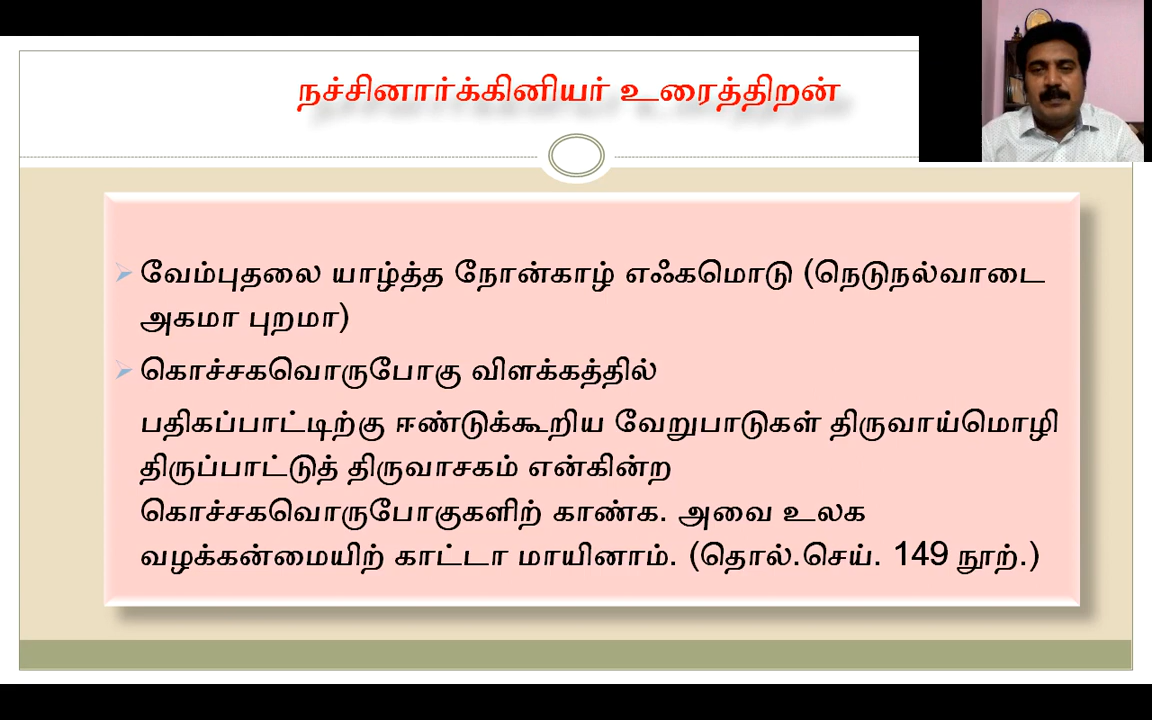 நச்சினார்க்கினியர் உரைத்திறன்
வேம்புதலை யாழ்த்த நோன்காழ் எஃகமொடு (நெடுநல்வாடை
அகமா புறமா)
கொச்சகவொருபோகு விளக்கத்தில்
பதிகப்பாட்டிற்கு ஈண்டுக்கூறிய வேறுபாடுகள் திருவாய்மொழி
திருப்பாட்டுத் திருவாசகம் என்கின்ற
கொச்சகவொருபோகுகளிற் காண்க. அவை உலக
வழக்கன்மையிற் காட்டா மாயினாம். (தொல்.செய். 149 நூற்.)